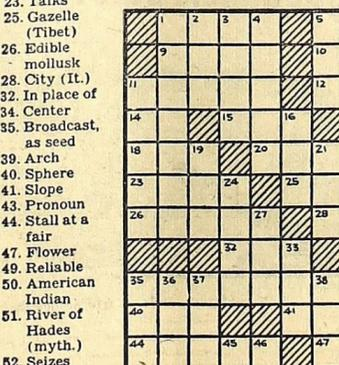 23. Talks
25. Gazelle
(Tibet)
26. Edible
mollusk
28. City (It.)
32. In place of
34. Center
35. Broadcast,
as seed
39. Arch
40. Sphere
41. Slope
43. Pronoun
44. Stall at a
fair
47. Flower
49. Reliable
50. American
Indian
51. River of
Hades
(myth.)
52. Seizes
1 2 3 4 5
9 10
11 12
14 15 16
18 19 20 21
23 24 25
26 27 28
32 33
35 36 37 38
40 41
44 45 46 47